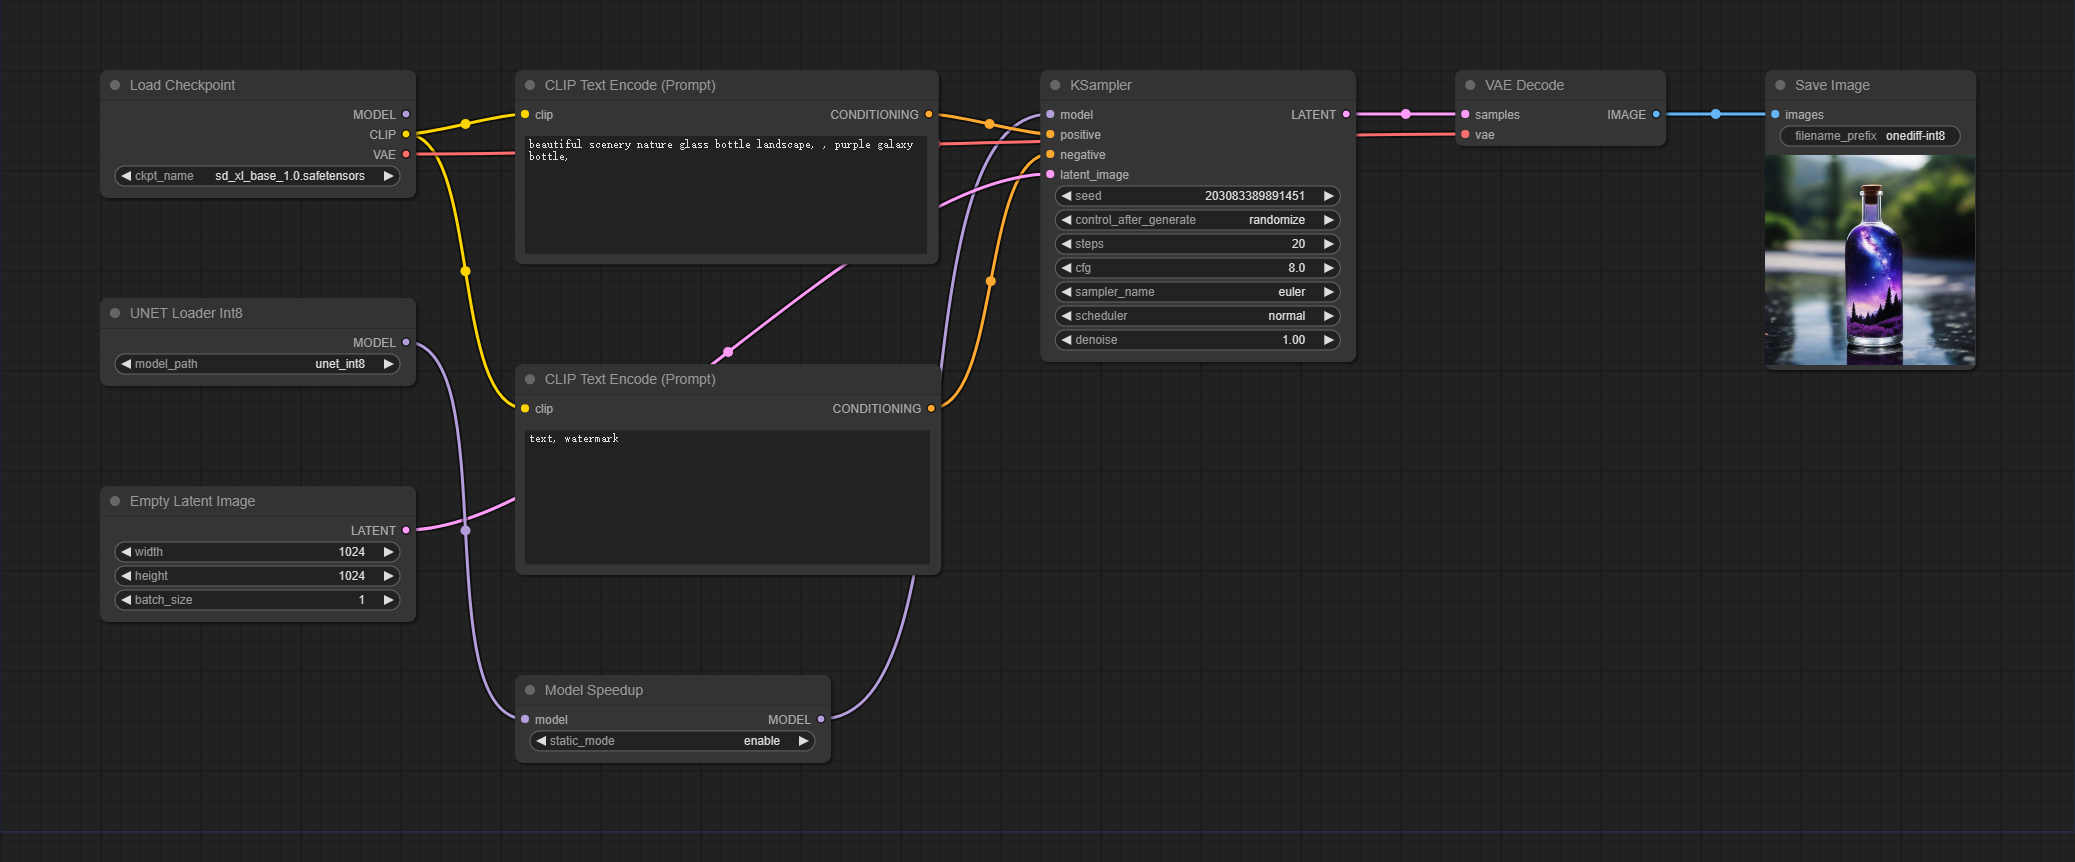 Load Checkpoint
MODEL
CLIP
VAE
ckpt_name sd_xl_base_1.0.safetensors
UNET Loader Int8
MODEL
model_path unet_int8
Empty Latent Image
LATENT
width 1024
height 1024
batch_size 1
CLIP Text Encode (Prompt)
clip CONDITIONING
beautiful scenery nature glass bottle landscape, , purple galaxy
bottle,
CLIP Text Encode (Prompt)
clip CONDITIONING
text, watermark
Model Speedup
model MODEL
static_mode enable
KSampler
model LATENT
positive
negative
latent_image
seed 203083389891451
control_after_generate randomize
steps 20
cfg 8.0
sampler_name euler
scheduler normal
denoise 1.00
VAE Decode
samples IMAGE
vae
Save Image
images
filename_prefix onediff-int8